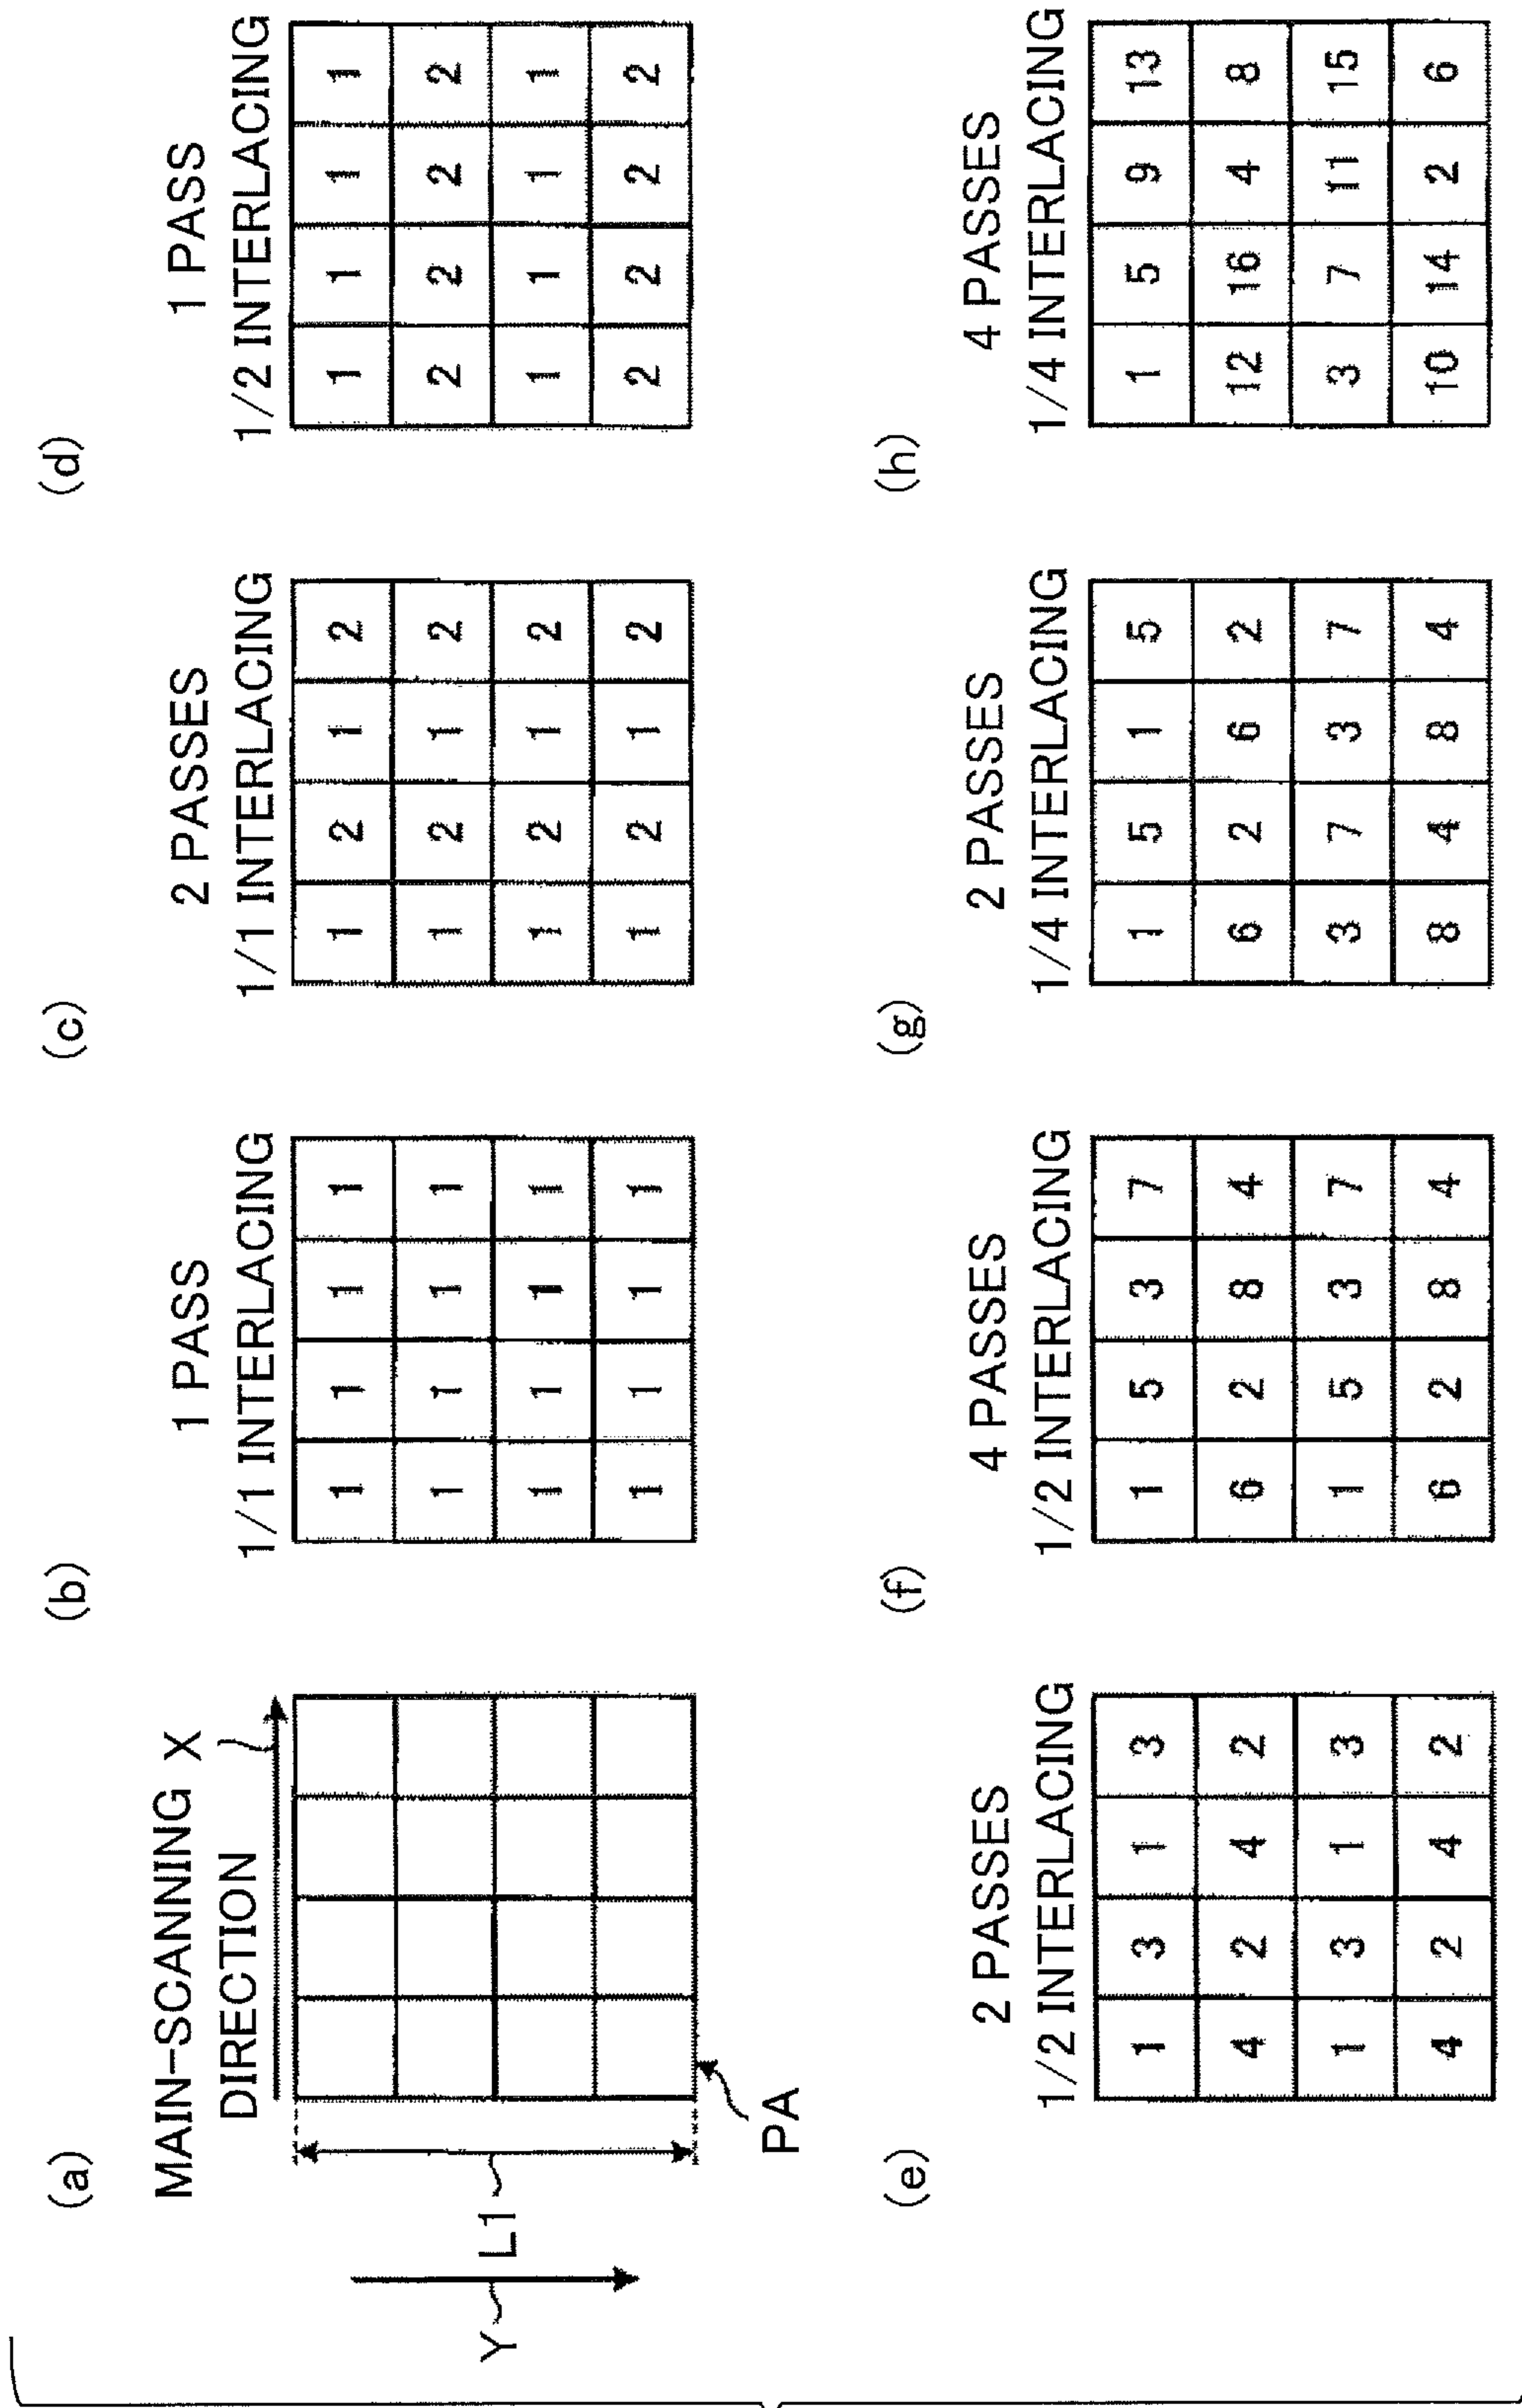 (a)
MAIN-SCANNING X
DIRECTION
Y
L1
PA
(b)
1 PASS
1/1 INTERLACING
1 1 1 1
1 1 1 1
1 1 1 1
1 1 1 1
(c)
2 PASSES
1/1 INTERLACING
1 2 1 2
1 2 1 2
1 2 1 2
1 2 1 2
(d)
1 PASS
1/2 INTERLACING
1 1 1 1
2 2 2 2
1 1 1 1
2 2 2 2
(e)
2 PASSES
1/2 INTERLACING
1 3 1 3
4 2 4 2
1 3 1 3
4 2 4 2
(f)
4 PASSES
1/2 INTERLACING
1 5 3 7
6 2 8 4
1 5 3 7
6 2 8 4
(g)
2 PASSES
1/4 INTERLACING
1 5 1 5
6 2 6 2
3 7 3 7
8 4 8 4
(h)
4 PASSES
1/4 INTERLACING
1 5 9 13
12 16 4 8
3 7 11 15
10 14 2 6